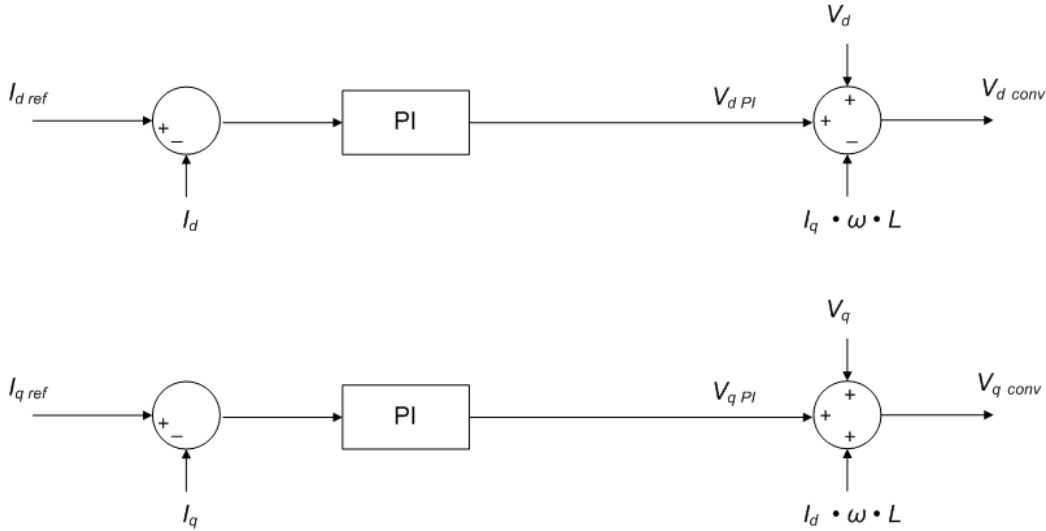 V_d
I_d ref
+
–
PI
V_d PI
+
+
–
V_d conv
I_d
I_q • ω • L
V_q
I_q ref
+
–
PI
V_q PI
+
+
+
V_q conv
I_q
I_d • ω • L